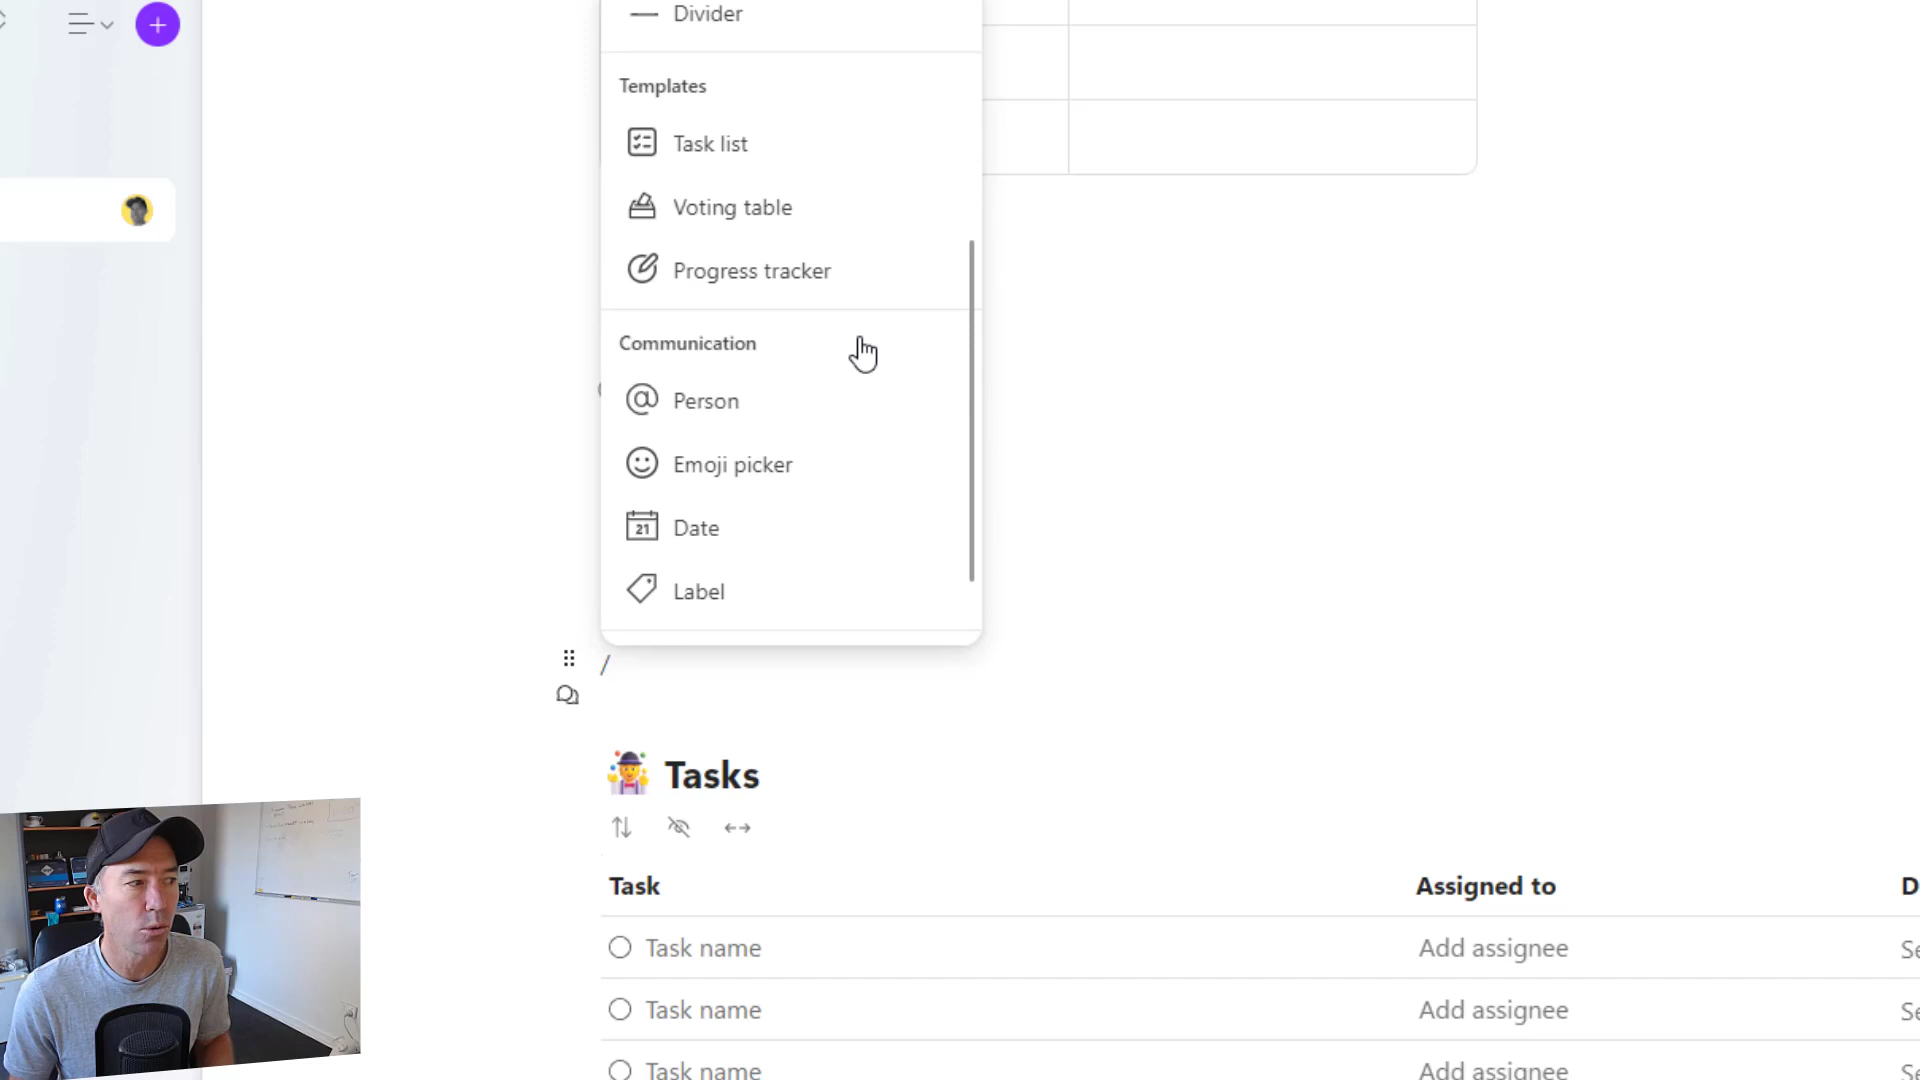 Divider
Templates
Task list
Voting table
Progress tracker
Communication
Person
Emoji picker
21
Date
Label
/
Tasks
Task
Assigned to
D
Task name
Add assignee
Se
Task name
Add assignee
Se
Task name
Add assignee
Se